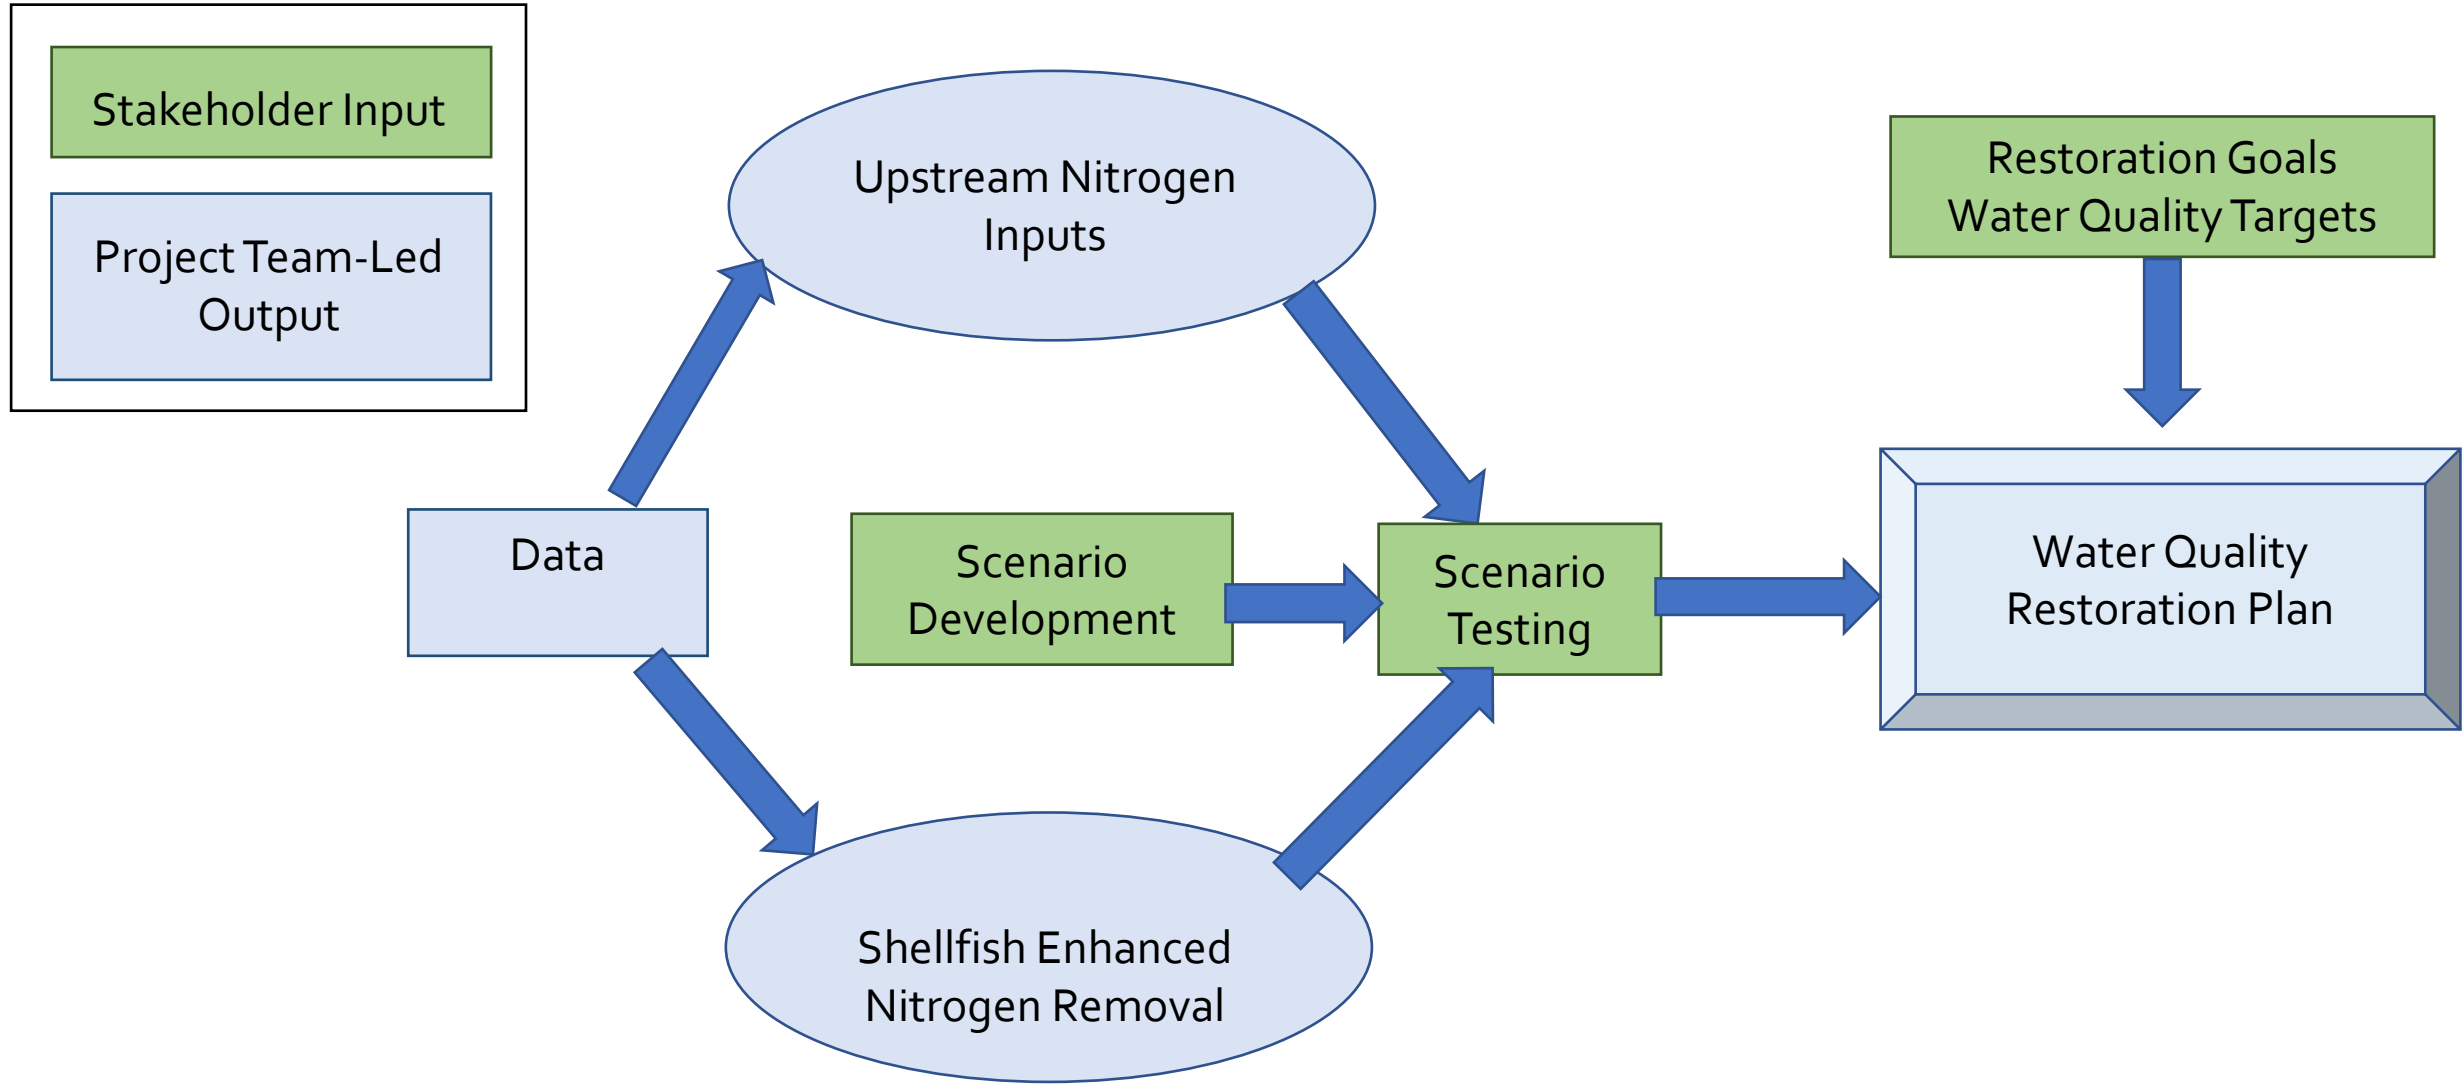 Stakeholder Input
Project Team-Led
Output
Upstream Nitrogen
Inputs
Restoration Goals
Water Quality Targets
Data
Scenario
Development
Scenario
Testing
Water Quality
Restoration Plan
Shellfish Enhanced
Nitrogen Removal